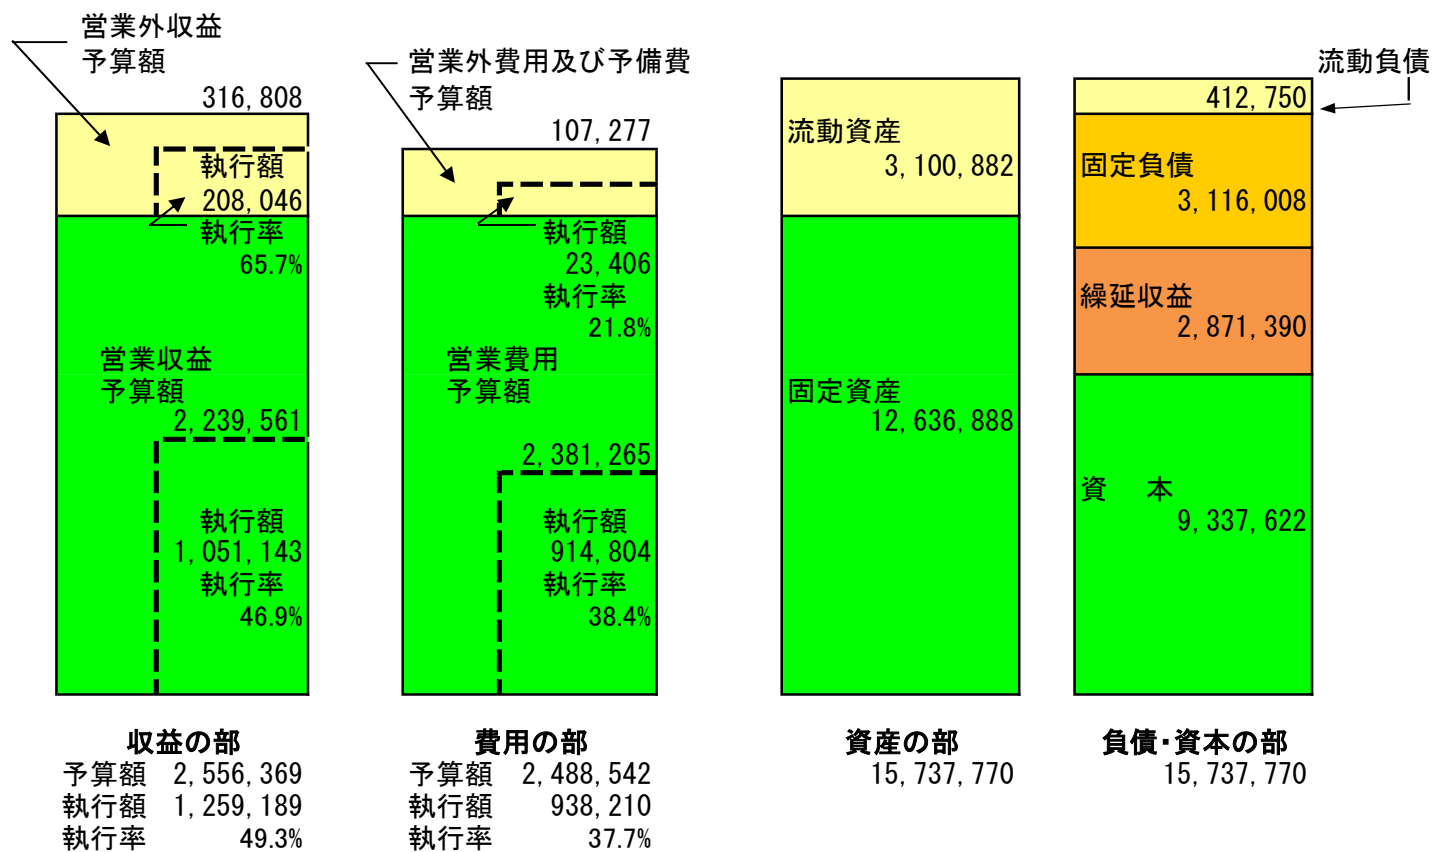 営業外収益
予算額
316,808
執行額
208,046
執行率
65.7%
営業収益
予算額
2,239,561
執行額
1,051,143
執行率
46.9%
収益の部
予算額 2,556,369
執行額 1,259,189
執行率 49.3%
営業外費用及び予備費
予算額
107,277
執行額
23,406
執行率
21.8%
営業費用
予算額
2,381,265
執行額
914,804
執行率
38.4%
費用の部
予算額 2,488,542
執行額 938,210
執行率 37.7%
流動資産
3,100,882
固定資産
12,636,888
資産の部
15,737,770
流動負債
412,750
固定負債
3,116,008
繰延収益
2,871,390
資 本
9,337,622
負債・資本の部
15,737,770